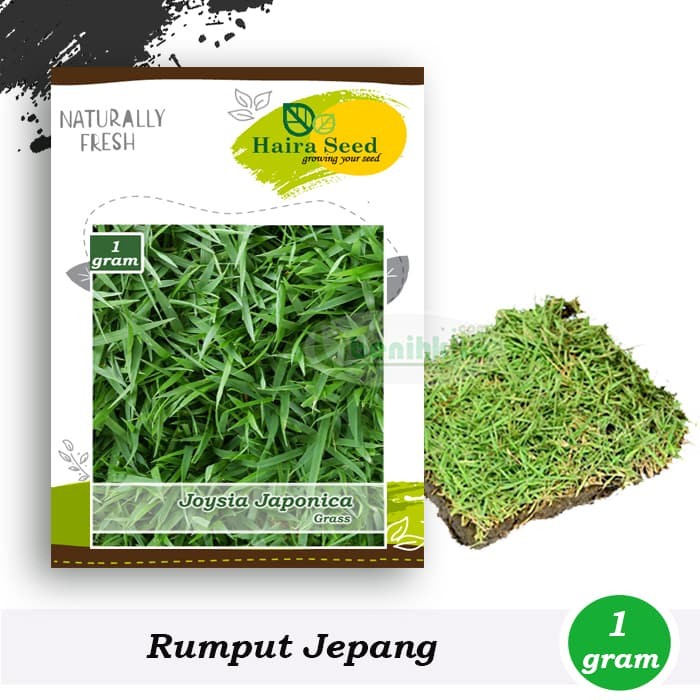 NATURALLY
FRESH
Haira Seed
growing your seed
1
gram
Joysia Japonica
Grass
Rumput Jepang
1
gram